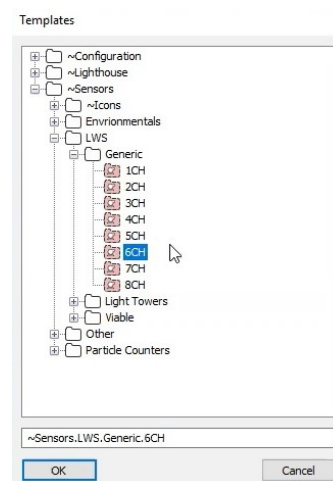 Templates
~Configuration
~Lighthouse
~Sensors
~Icons
Envrionmentals
LWS
Generic
1CH
2CH
3CH
4CH
5CH
6CH
7CH
8CH
Light Towers
Viable
Other
Particle Counters
~Sensors.LWS.Generic.6CH
OK Cancel